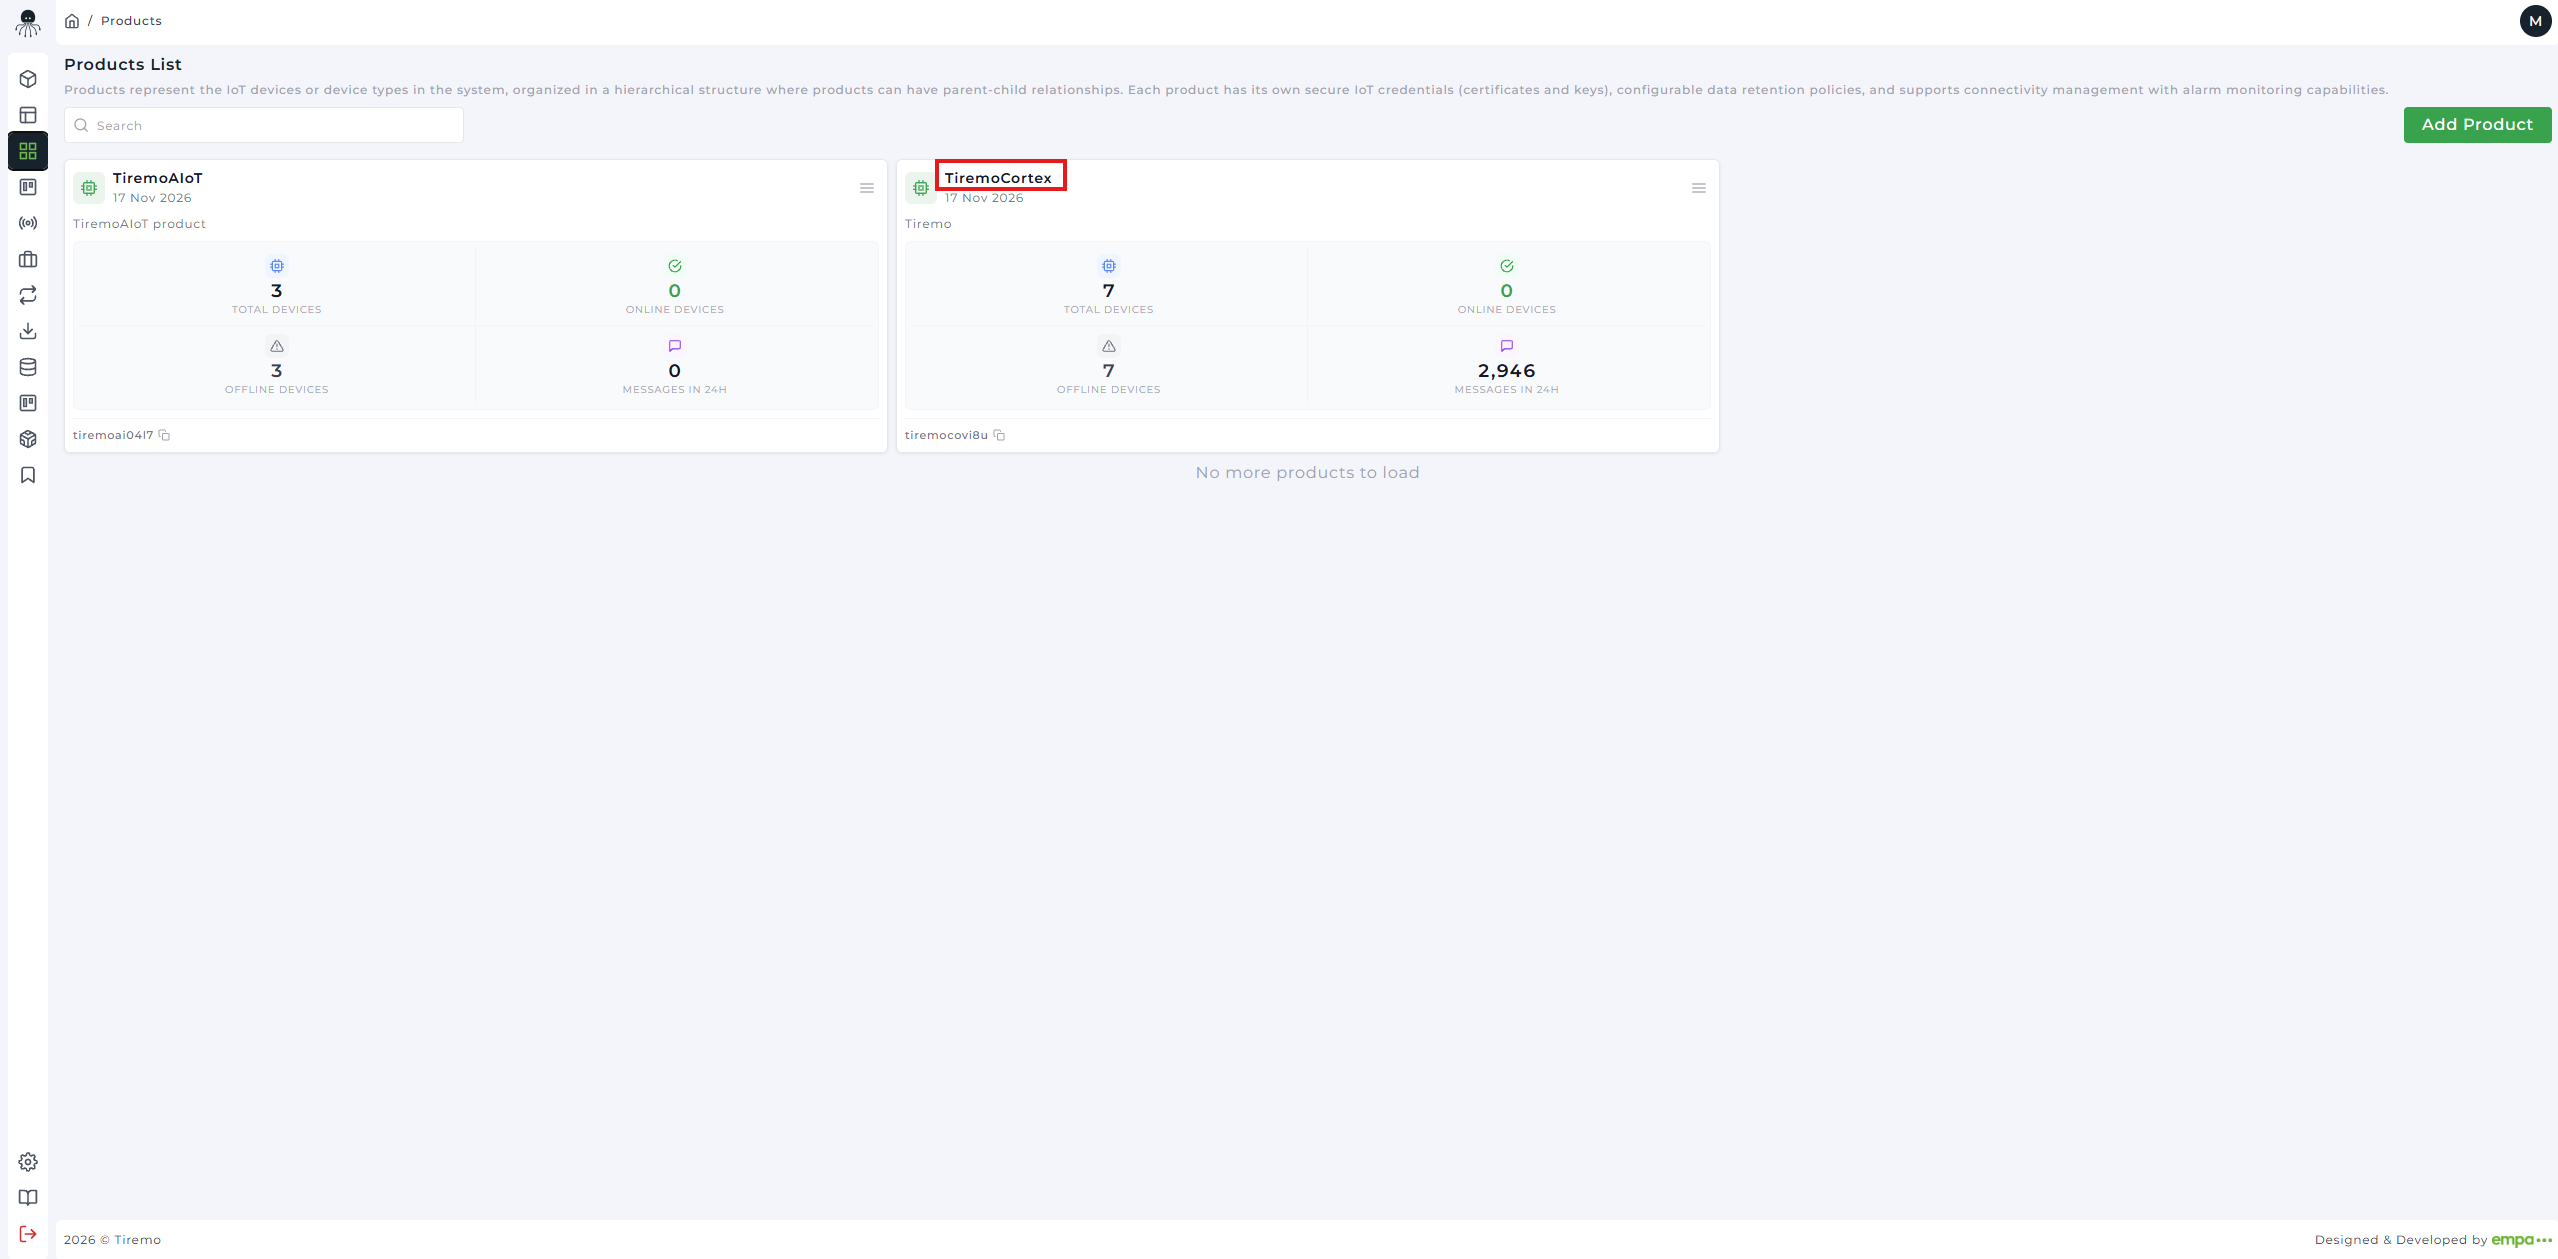 / Products
M
Products List
Products represent the IoT devices or device types in the system, organized in a hierarchical structure where products can have parent-child relationships. Each product has its own secure IoT credentials (certificates and keys), configurable data retention policies, and supports connectivity management with alarm monitoring capabilities.
Search
Add Product
TiremoAIoT
17 Nov 2026
TiremoAIoT product
3
TOTAL DEVICES
0
ONLINE DEVICES
3
OFFLINE DEVICES
0
MESSAGES IN 24H
tiremoai04l7
TiremoCortex
17 Nov 2026
Tiremo
7
TOTAL DEVICES
0
ONLINE DEVICES
7
OFFLINE DEVICES
2,946
MESSAGES IN 24H
tiremocovi8u
No more products to load
2026 © Tiremo
Designed & Developed by empa